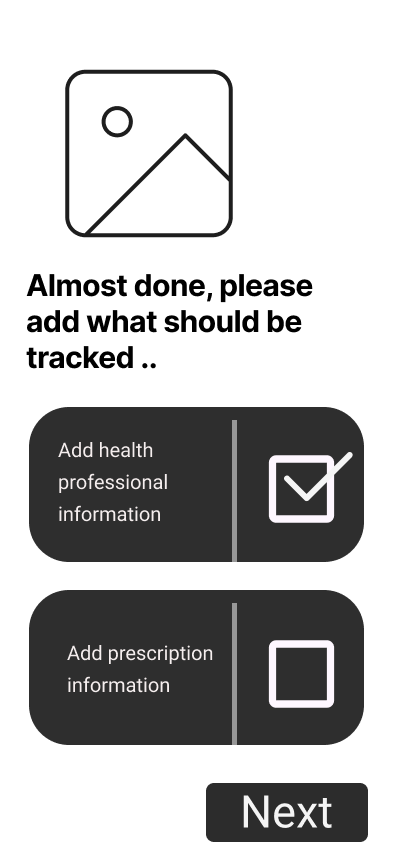 Almost done, please
add what should be
tracked ..
Add health
professional
information
Add prescription
information
Next